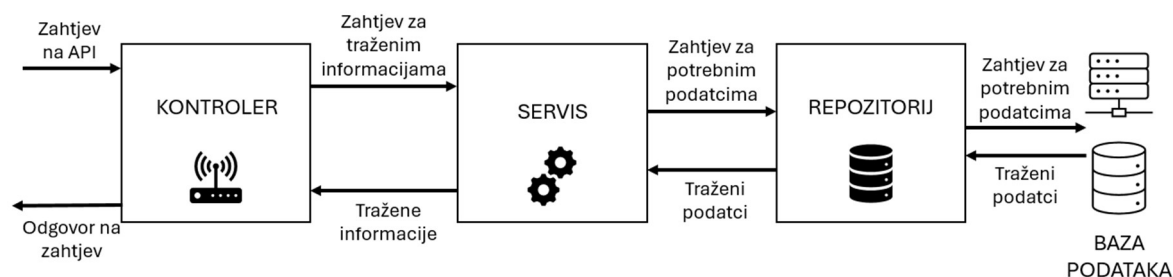 Zahtjev
na API
KONTROLER
Odgovor na
zahtjev
Zahtjev za
traženim
informacijama
Tražene
informacije
SERVIS
Zahtjev za
potrebnim
podatcima
Traženi
podatci
REPOZITORIJ
Zahtjev za
potrebnim
podatcima
Traženi
podatci
BAZA
PODATAKA